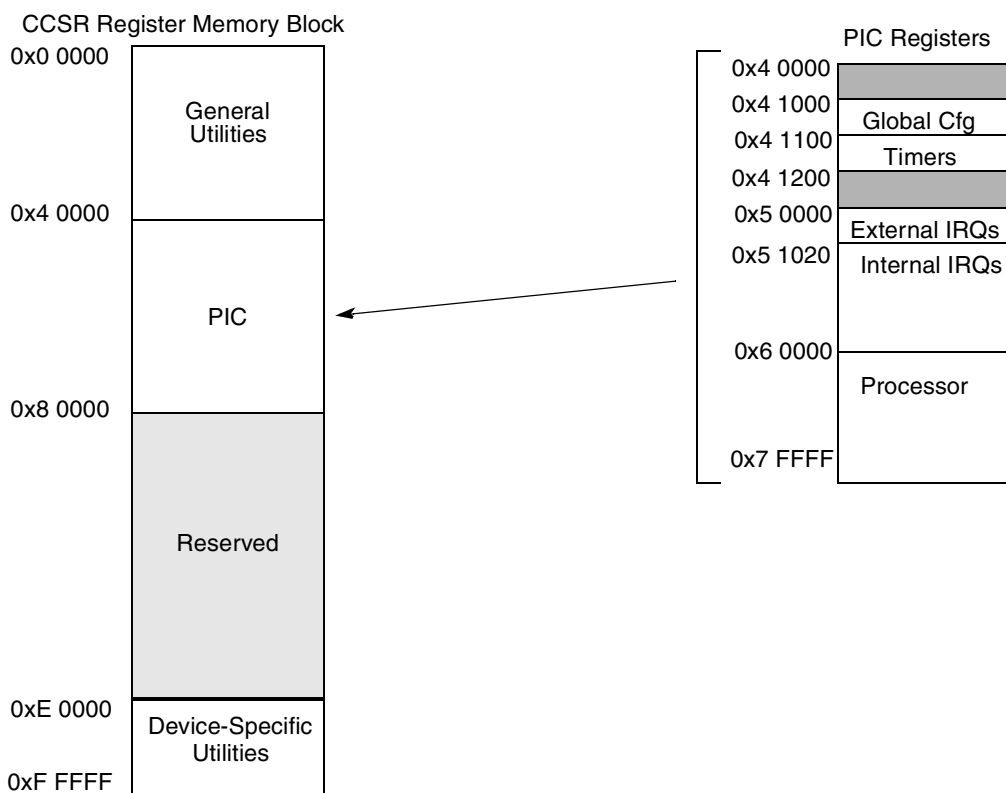 CCSR Register Memory Block
0x0 0000
General
Utilities
0x4 0000
PIC
0x8 0000
Reserved
0xE 0000
Device-Specific
Utilities
0xF FFFF
PIC Registers
0x4 0000
0x4 1000
Global Cfg
0x4 1100
Timers
0x4 1200
0x5 0000
External IRQs
0x5 1020
Internal IRQs
0x6 0000
Processor
0x7 FFFF